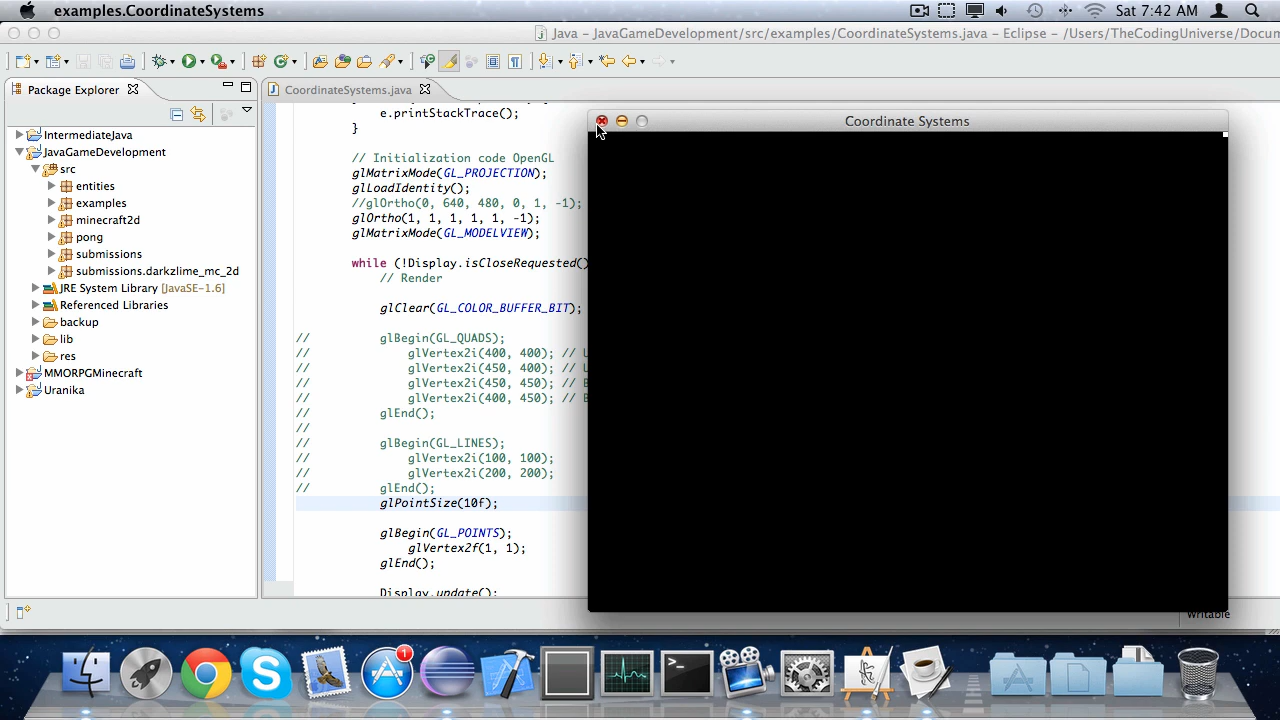 examples.CoordinateSystems
Sat 7:42 AM
Java – JavaGameDevelopment/src/examples/CoordinateSystems.java – Eclipse – /Users/TheCodingUniverse/Docum
Package Explorer
CoordinateSystems.java
IntermediateJava
JavaGameDevelopment
src
entities
examples
minecraft2d
pong
submissions
submissions.darkzlime_mc_2d
JRE System Library [JavaSE-1.6]
Referenced Libraries
backup
lib
res
MMORPGMinecraft
Uranika
e.printStackTrace();
}
// Initialization code OpenGL
glMatrixMode(GL_PROJECTION);
glLoadIdentity();
//glOrtho(0, 640, 480, 0, 1, -1);
glOrtho(1, 1, 1, 1, 1, -1);
glMatrixMode(GL_MODELVIEW);
while (!Display.isCloseRequested()
// Render
glClear(GL_COLOR_BUFFER_BIT);
// glBegin(GL_QUADS);
// glVertex2i(400, 400); //
// glVertex2i(450, 400); //
// glVertex2i(450, 450); //
// glVertex2i(400, 450); //
// glEnd();
//
// glBegin(GL_LINES);
// glVertex2i(100, 100);
// glVertex2i(200, 200);
// glEnd();
glPointSize(10f);
glBegin(GL_POINTS);
glVertex2f(1, 1);
glEnd();
Display.update();
Coordinate Systems
Writable
1